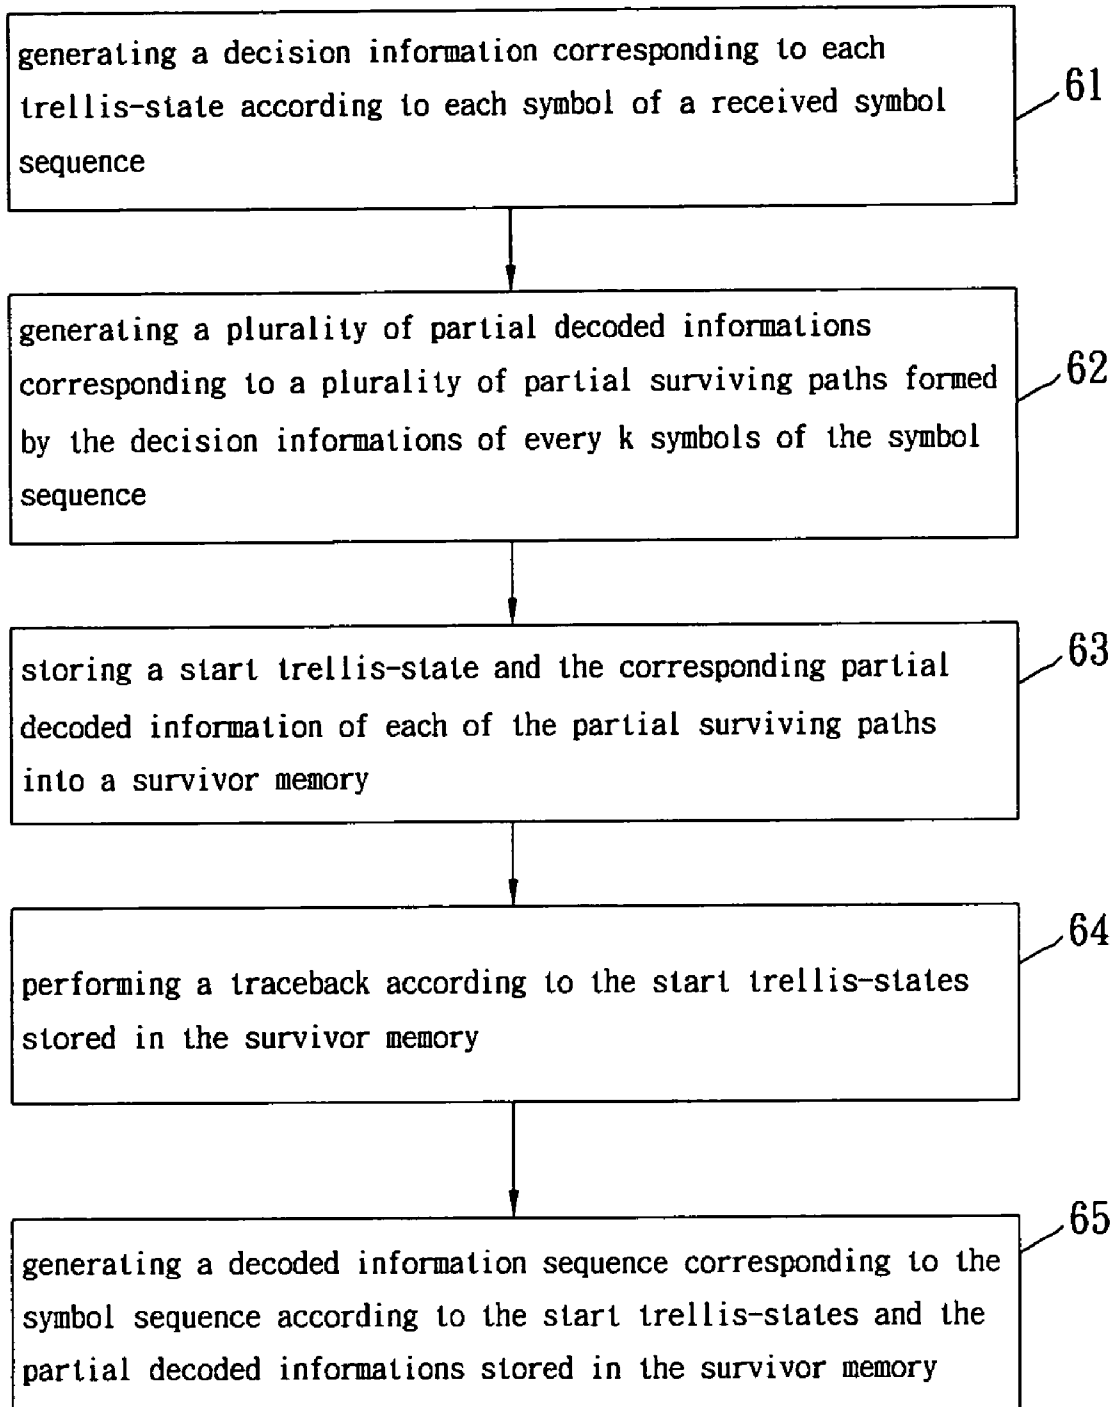 generating a decision information corresponding to each
trellis-state according to each symbol of a received symbol
sequence
61
generating a plurality of partial decoded informations
corresponding to a plurality of partial surviving paths formed
by the decision informations of every k symbols of the symbol
sequence
62
storing a start trellis-state and the corresponding partial
decoded information of each of the partial surviving paths
into a survivor memory
63
performing a traceback according to the start trellis-states
stored in the survivor memory
64
generating a decoded information sequence corresponding to the
symbol sequence according to the start trellis-states and the
partial decoded informations stored in the survivor memory
65